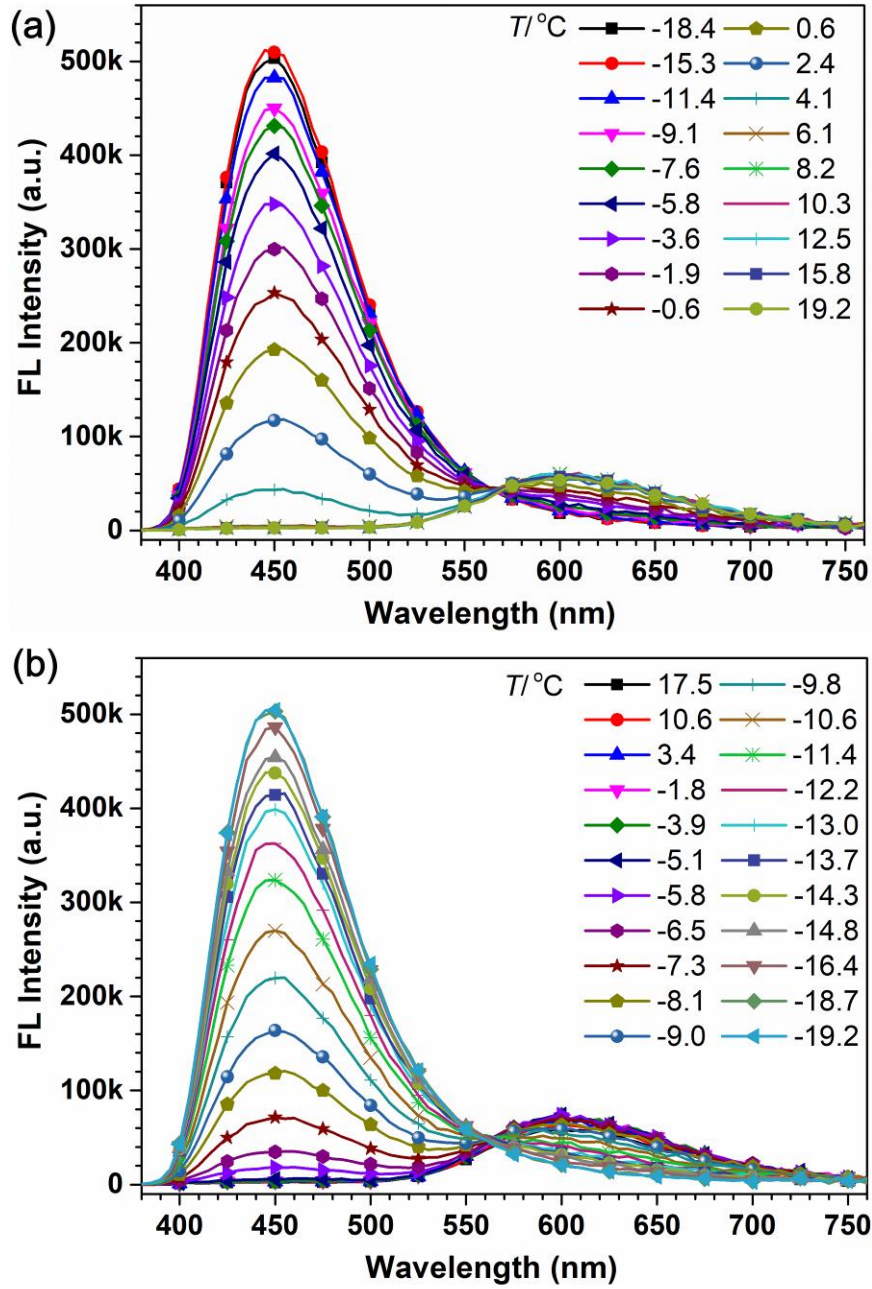 (a)
T/ °C
-18.4 0.6
-15.3 2.4
-11.4 4.1
-9.1 6.1
-7.6 8.2
-5.8 10.3
-3.6 12.5
-1.9 15.8
-0.6 19.2
500k
400k
300k
200k
100k
0
FL Intensity (a.u.)
400 450 500 550 600 650 700 750
Wavelength (nm)
(b)
T/ °C
17.5 -9.8
10.6 -10.6
3.4 -11.4
-1.8 -12.2
-3.9 -13.0
-5.1 -13.7
-5.8 -14.3
-6.5 -14.8
-7.3 -16.4
-8.1 -18.7
-9.0 -19.2
500k
400k
300k
200k
100k
0
FL Intensity (a.u.)
400 450 500 550 600 650 700 750
Wavelength (nm)